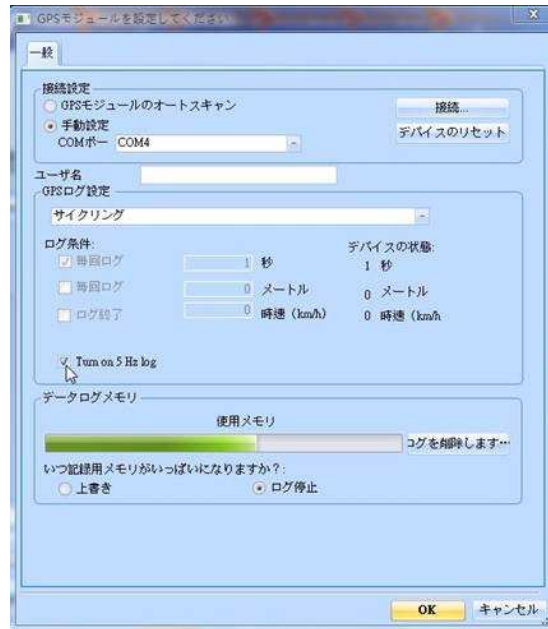 GPSモジュールを設定してください
一般
接続設定
GPSモジュールのオートスキャン
接続...
手動設定
デバイスのリセット
COMポー COM4
ユーザ名
GPSログ設定
サイクリング
ログ条件:
デバイスの状態:
毎回ログ 1 秒 1 秒
毎回ログ 0 メートル 0 メートル
ログ終了 0 時速 (km/h) 0 時速 (km/h
Turn on 5 Hz log
データログメモリ
使用メモリ
コグを削除します…
いつ記録用メモリがいっぱいになりますか?:
上書き ログ停止
OK キャンセル